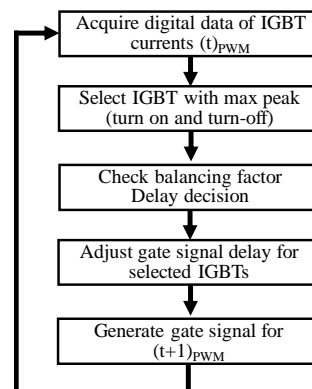 Acquire digital data of IGBT
currents (t)PWM
Select IGBT with max peak
(turn on and turn-off)
Check balancing factor
Delay decision
Adjust gate signal delay for
selected IGBTs
Generate gate signal for
(t+1)PWM